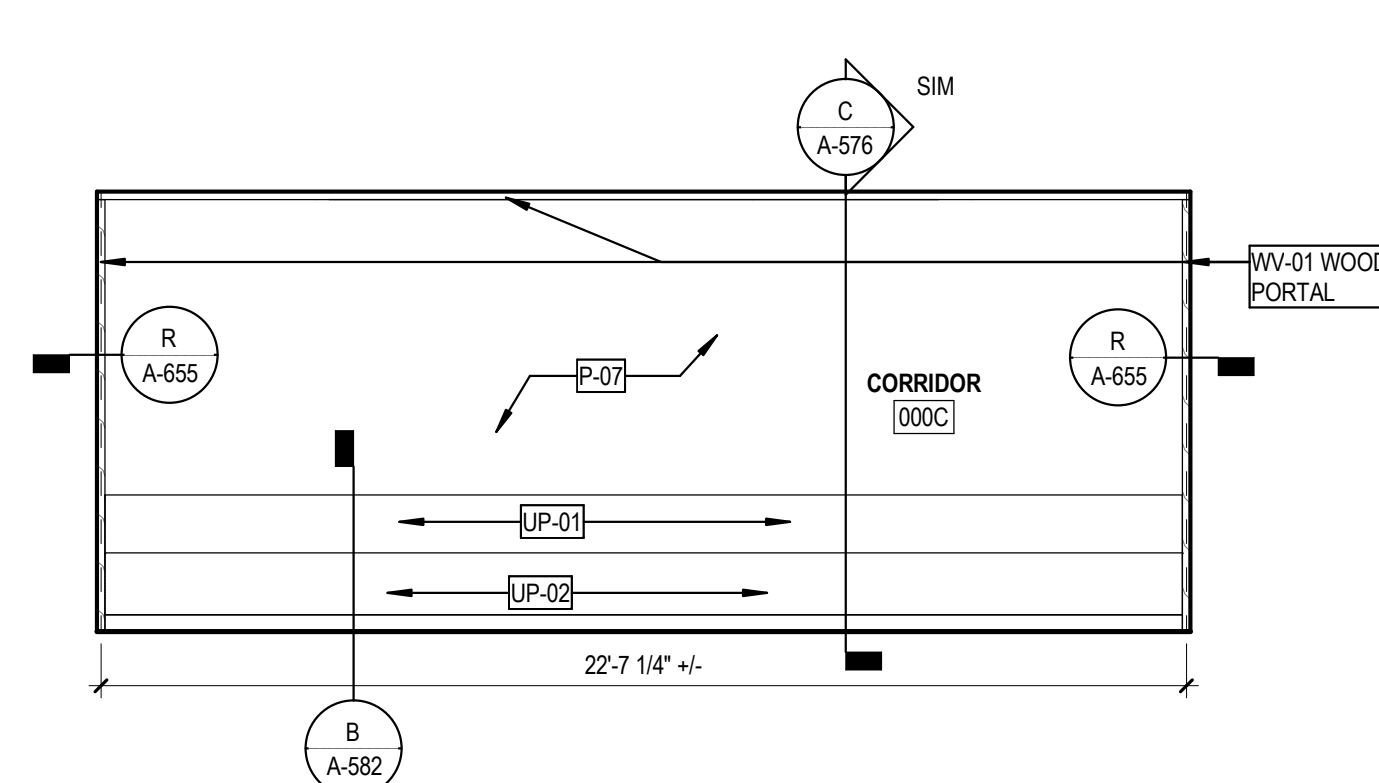 SIM
C
A-576
WV-01 WOOD
PORTAL
R
A-655
R
A-655
P-07
CORRIDOR
000C
UP-01
UP-02
22'-7 1/4" +/-
B
A-582